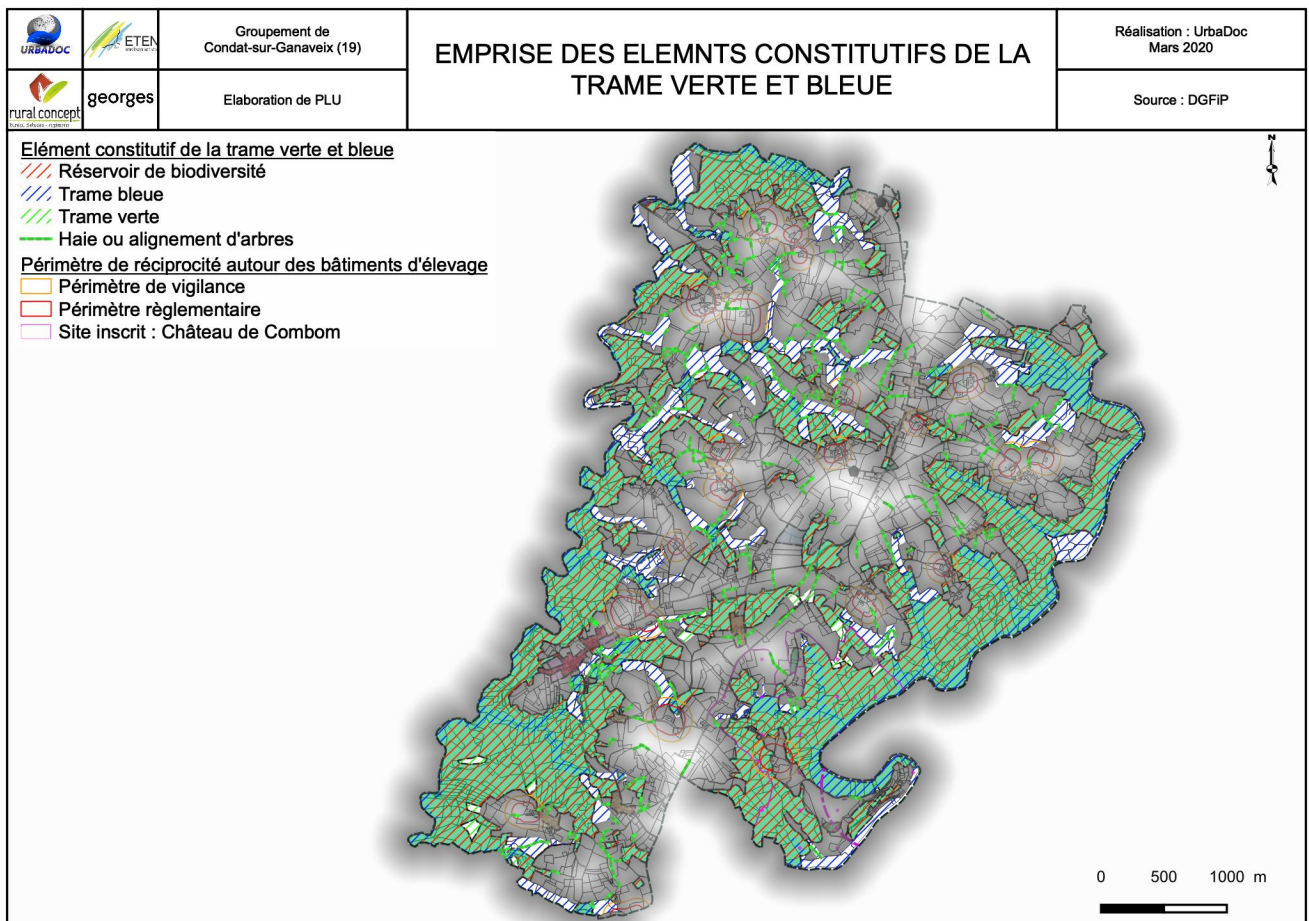 URBADOC
ETEN
ENVIRONNEMENT
Groupement de
Condat-sur-Ganaveix (19)
rural concept
georges
Elaboration de PLU
EMPRISE DES ELEMNTS CONSTITUTIFS DE LA
TRAME VERTE ET BLEUE
Réalisation : UrbaDoc
Mars 2020
Source : DGFiP
Elément constitutif de la trame verte et bleue
Réservoir de biodiversité
Trame bleue
Trame verte
Haie ou alignement d'arbres
Périmètre de réciprocité autour des bâtiments d'élevage
Périmètre de vigilance
Périmètre règlementaire
Site inscrit : Château de Combom
N
0 500 1000 m